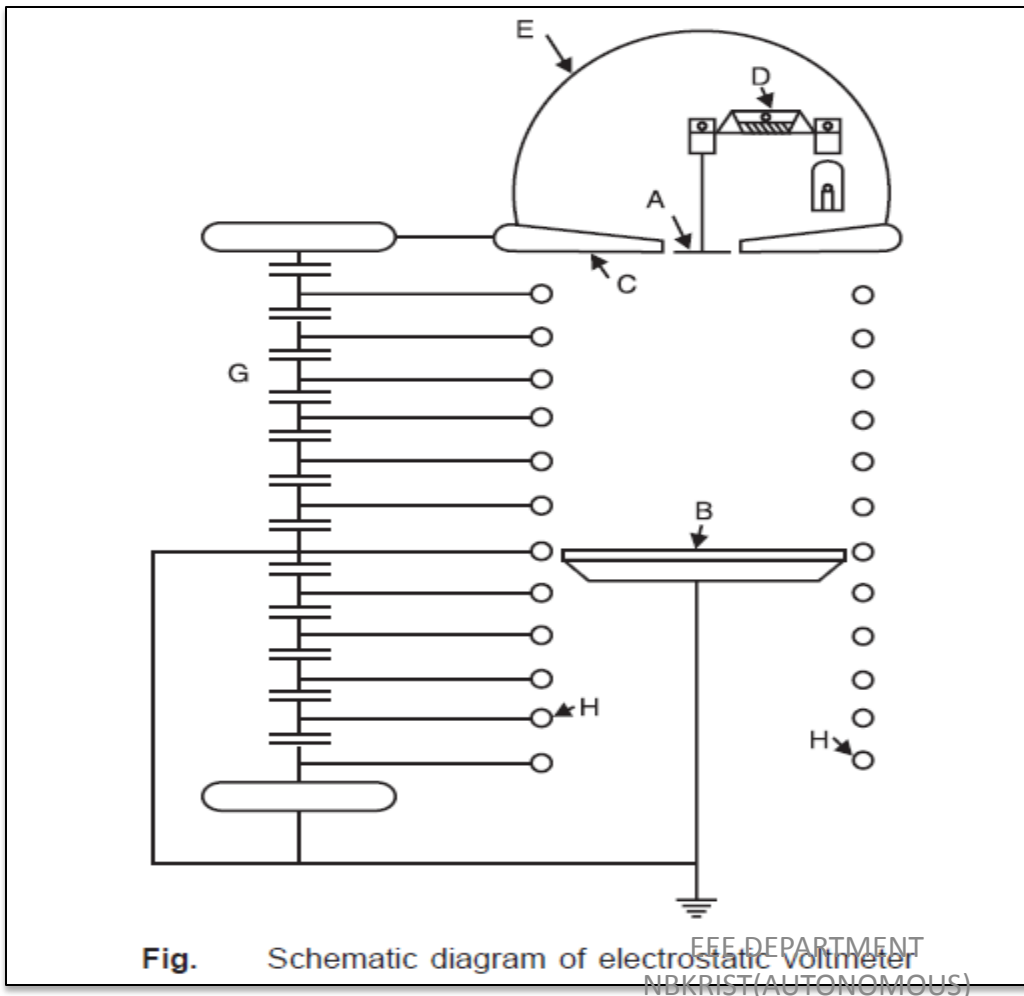 E
D
A
C
G
B
H
H
Fig. Schematic diagram of electrostatic voltmeter
EEE DEPARTMENT
NBKRIST(AUTONOMOUS)